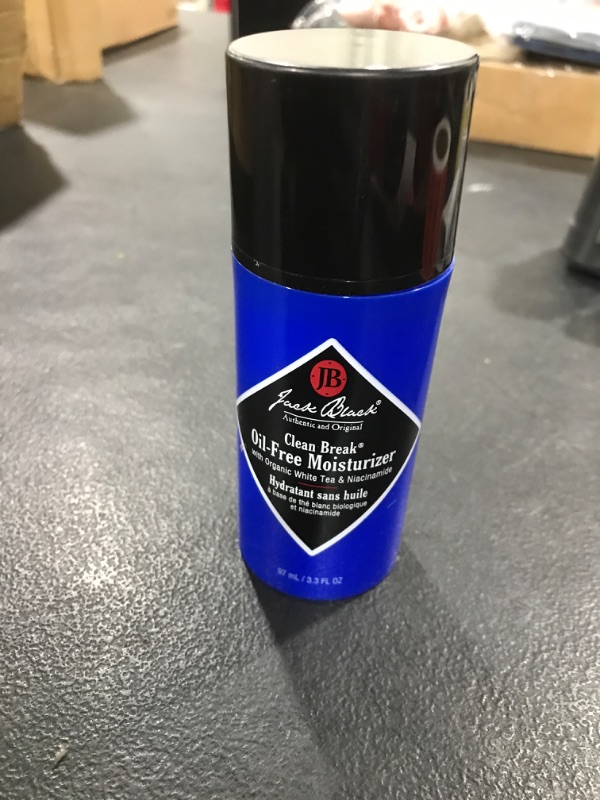 JB
Jack Black®
Authentic and Original
Clean Break®
Oil-Free Moisturizer
with Organic White Tea & Niacinamide
Hydratant sans huile
à base de thé blanc biologique
et niacinamide
97 mL / 3.3 FL OZ